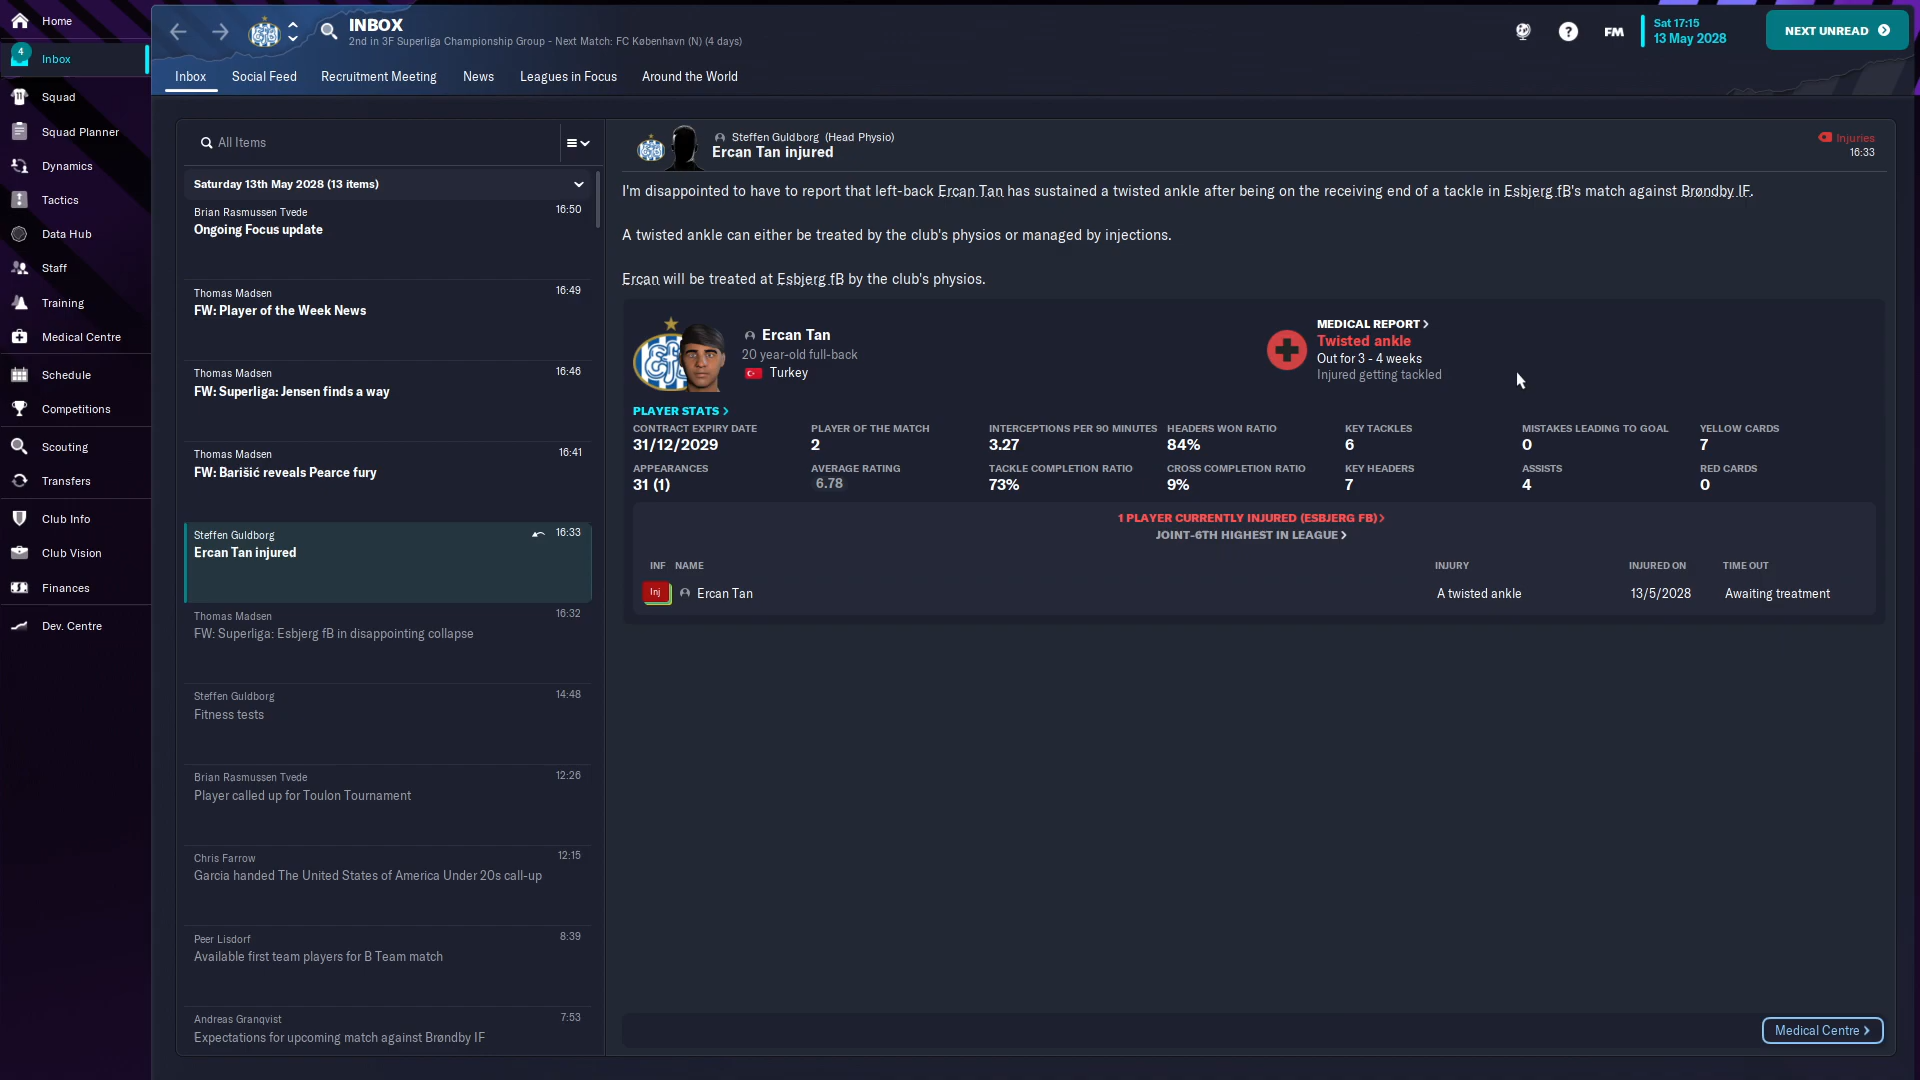 Home
4
Inbox
Squad
Squad Planner
Dynamics
Tactics
Data Hub
Staff
Training
Medical Centre
Schedule
Competitions
Scouting
Transfers
Club Info
Club Vision
Finances
Dev. Centre
INBOX
2nd in 3F Superliga Championship Group - Next Match: FC København (N) (4 days)
FM
Sat 17:15
13 May 2028
NEXT UNREAD
Inbox Social Feed Recruitment Meeting News Leagues in Focus Around the World
All Items
Saturday 13th May 2028 (13 items)
Brian Rasmussen Tvede 16:50
Ongoing Focus update
Thomas Madsen 16:49
FW: Player of the Week News
Thomas Madsen 16:46
FW: Superliga: Jensen finds a way
Thomas Madsen 16:41
FW: Barišić reveals Pearce fury
Steffen Guldborg 16:33
Ercan Tan injured
Thomas Madsen 16:32
FW: Superliga: Esbjerg fB in disappointing collapse
Steffen Guldborg 14:48
Fitness tests
Brian Rasmussen Tvede 12:26
Player called up for Toulon Tournament
Chris Farrow 12:15
Garcia handed The United States of America Under 20s call-up
Peer Lisdorf 8:39
Available first team players for B Team match
Andreas Granqvist 7:53
Expectations for upcoming match against Brøndby IF
Steffen Guldborg (Head Physio)
Ercan Tan injured
Injuries
16:33
I'm disappointed to have to report that left-back Ercan Tan has sustained a twisted ankle after being on the receiving end of a tackle in Esbjerg fB's match against Brøndby IF.
A twisted ankle can either be treated by the club's physios or managed by injections.
Ercan will be treated at Esbjerg fB by the club's physios.
Ercan Tan
20 year-old full-back
Turkey
MEDICAL REPORT
Twisted ankle
Out for 3 - 4 weeks
Injured getting tackled
PLAYER STATS
CONTRACT EXPIRY DATE PLAYER OF THE MATCH INTERCEPTIONS PER 90 MINUTES HEADERS WON RATIO KEY TACKLES MISTAKES LEADING TO GOAL YELLOW CARDS
31/12/2029 2 3.27 84% 6 0 7
APPEARANCES AVERAGE RATING TACKLE COMPLETION RATIO CROSS COMPLETION RATIO KEY HEADERS ASSISTS RED CARDS
31 (1) 6.78 73% 9% 7 4 0
1 PLAYER CURRENTLY INJURED (ESBJERG FB)
JOINT-6TH HIGHEST IN LEAGUE
INF NAME INJURY INJURED ON TIME OUT
Inj Ercan Tan A twisted ankle 13/5/2028 Awaiting treatment
Medical Centre